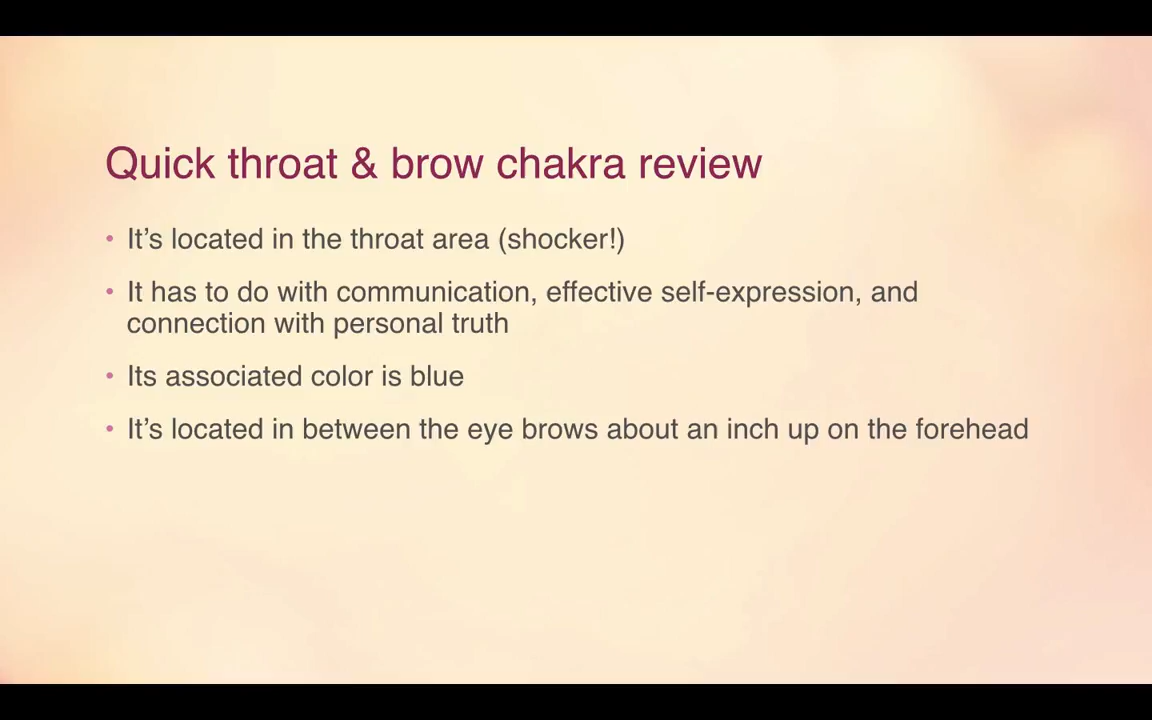 Quick throat & brow chakra review
• It’s located in the throat area (shocker!)
• It has to do with communication, effective self-expression, and
connection with personal truth
• Its associated color is blue
• It’s located in between the eye brows about an inch up on the forehead